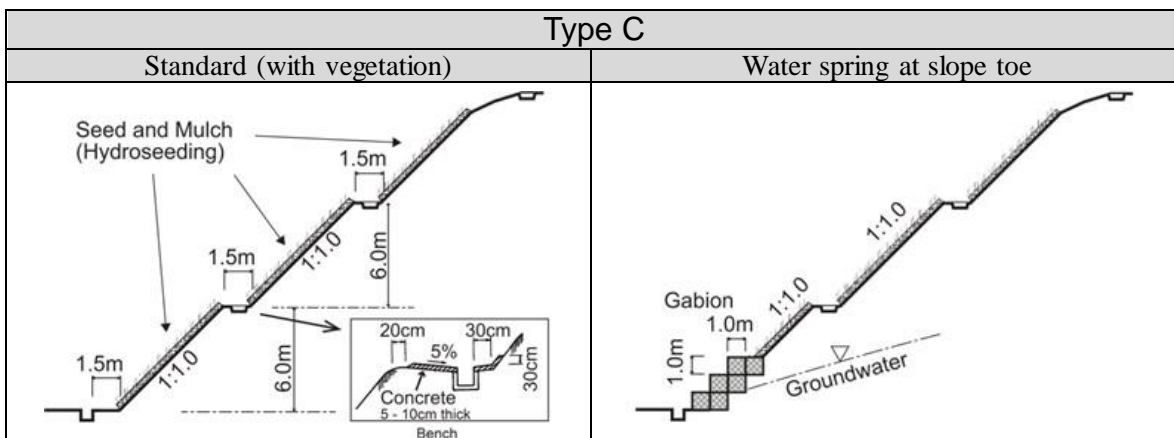 Type C
Standard (with vegetation)
Water spring at slope toe
Seed and Mulch
(Hydroseeding)
1.5m
1:1.0
6.0m
1.5m
1:1.0
6.0m
1.5m
1:1.0
20cm
30cm
5%
30cm
Concrete
5 - 10cm thick
Bench
1:1.0
Gabion
1:1.0
1.0m
1.0m
Groundwater